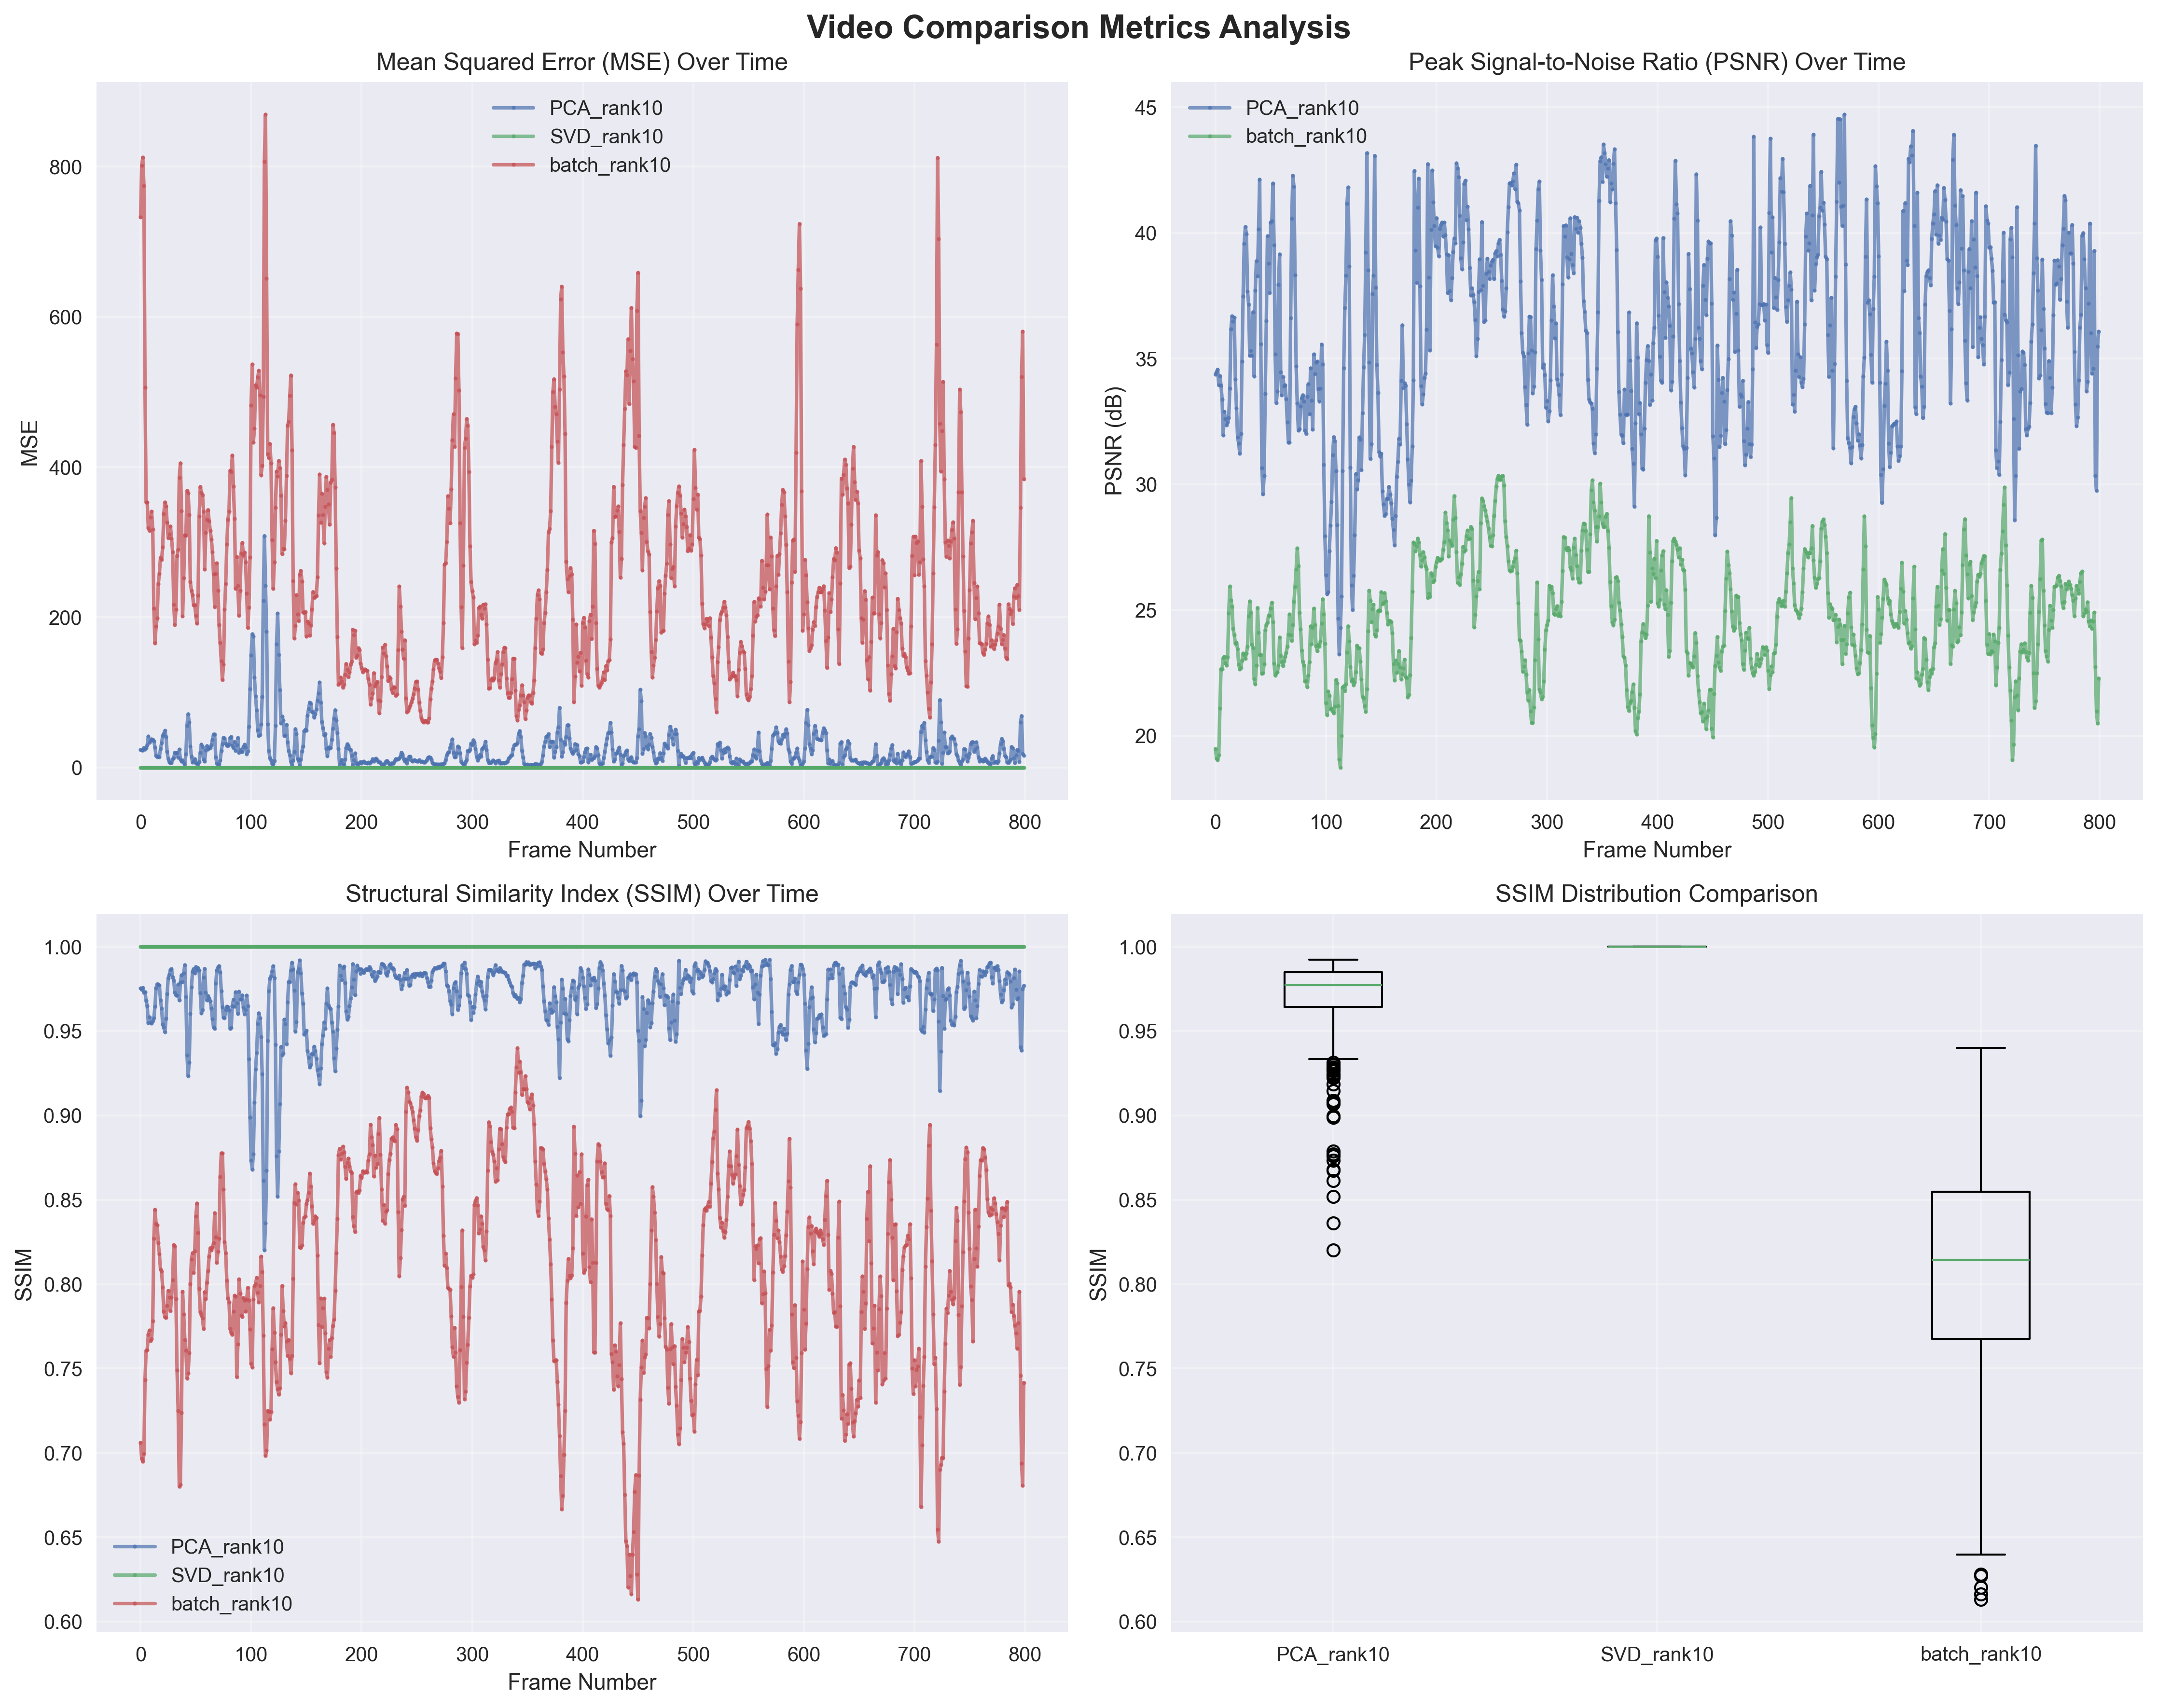 Video Comparison Metrics Analysis
Mean Squared Error (MSE) Over Time
PCA_rank10
SVD_rank10
batch_rank10
MSE
800
600
400
200
0
0 100 200 300 400 500 600 700 800
Frame Number
Peak Signal-to-Noise Ratio (PSNR) Over Time
PCA_rank10
batch_rank10
PSNR (dB)
45
40
35
30
25
20
0 100 200 300 400 500 600 700 800
Frame Number
Structural Similarity Index (SSIM) Over Time
SSIM
1.00
0.95
0.90
0.85
0.80
0.75
0.70
0.65
0.60
PCA_rank10
SVD_rank10
batch_rank10
0 100 200 300 400 500 600 700 800
Frame Number
SSIM Distribution Comparison
SSIM
1.00
0.95
0.90
0.85
0.80
0.75
0.70
0.65
0.60
PCA_rank10 SVD_rank10 batch_rank10